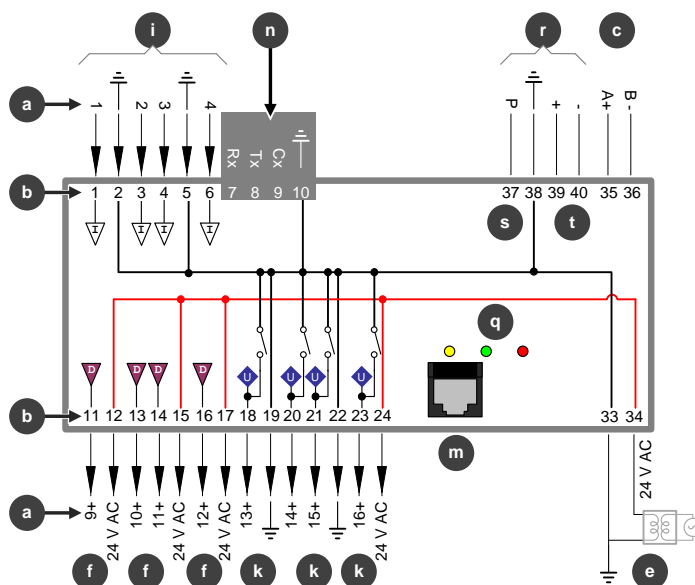 i n r c
a 1 2 3 4 P + - A+ B-
Rx Tx Cx
b 1 2 3 4 5 6 7 8 9 10 37 38 39 40 35 36
I I I I s t
q
D D D D U U U U
b 11 12 13 14 15 16 17 18 19 20 21 22 23 24 33 34
m
a 9+ 24 V AC 10+ 11+ 24 V AC 12+ 24 V AC 13+ 14+ 15+ 16+ 24 V AC 24 V AC
f f f k k k e